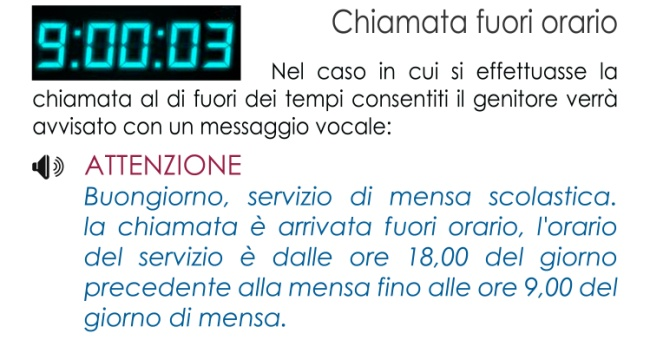 9:00:03
Chiamata fuori orario
Nel caso in cui si effettuasse la
chiamata al di fuori dei tempi consentiti il genitore verrà
avvisato con un messaggio vocale:
ATTENZIONE
Buongiorno, servizio di mensa scolastica.
la chiamata è arrivata fuori orario, l'orario
del servizio è dalle ore 18,00 del giorno
precedente alla mensa fino alle ore 9,00 del
giorno di mensa.